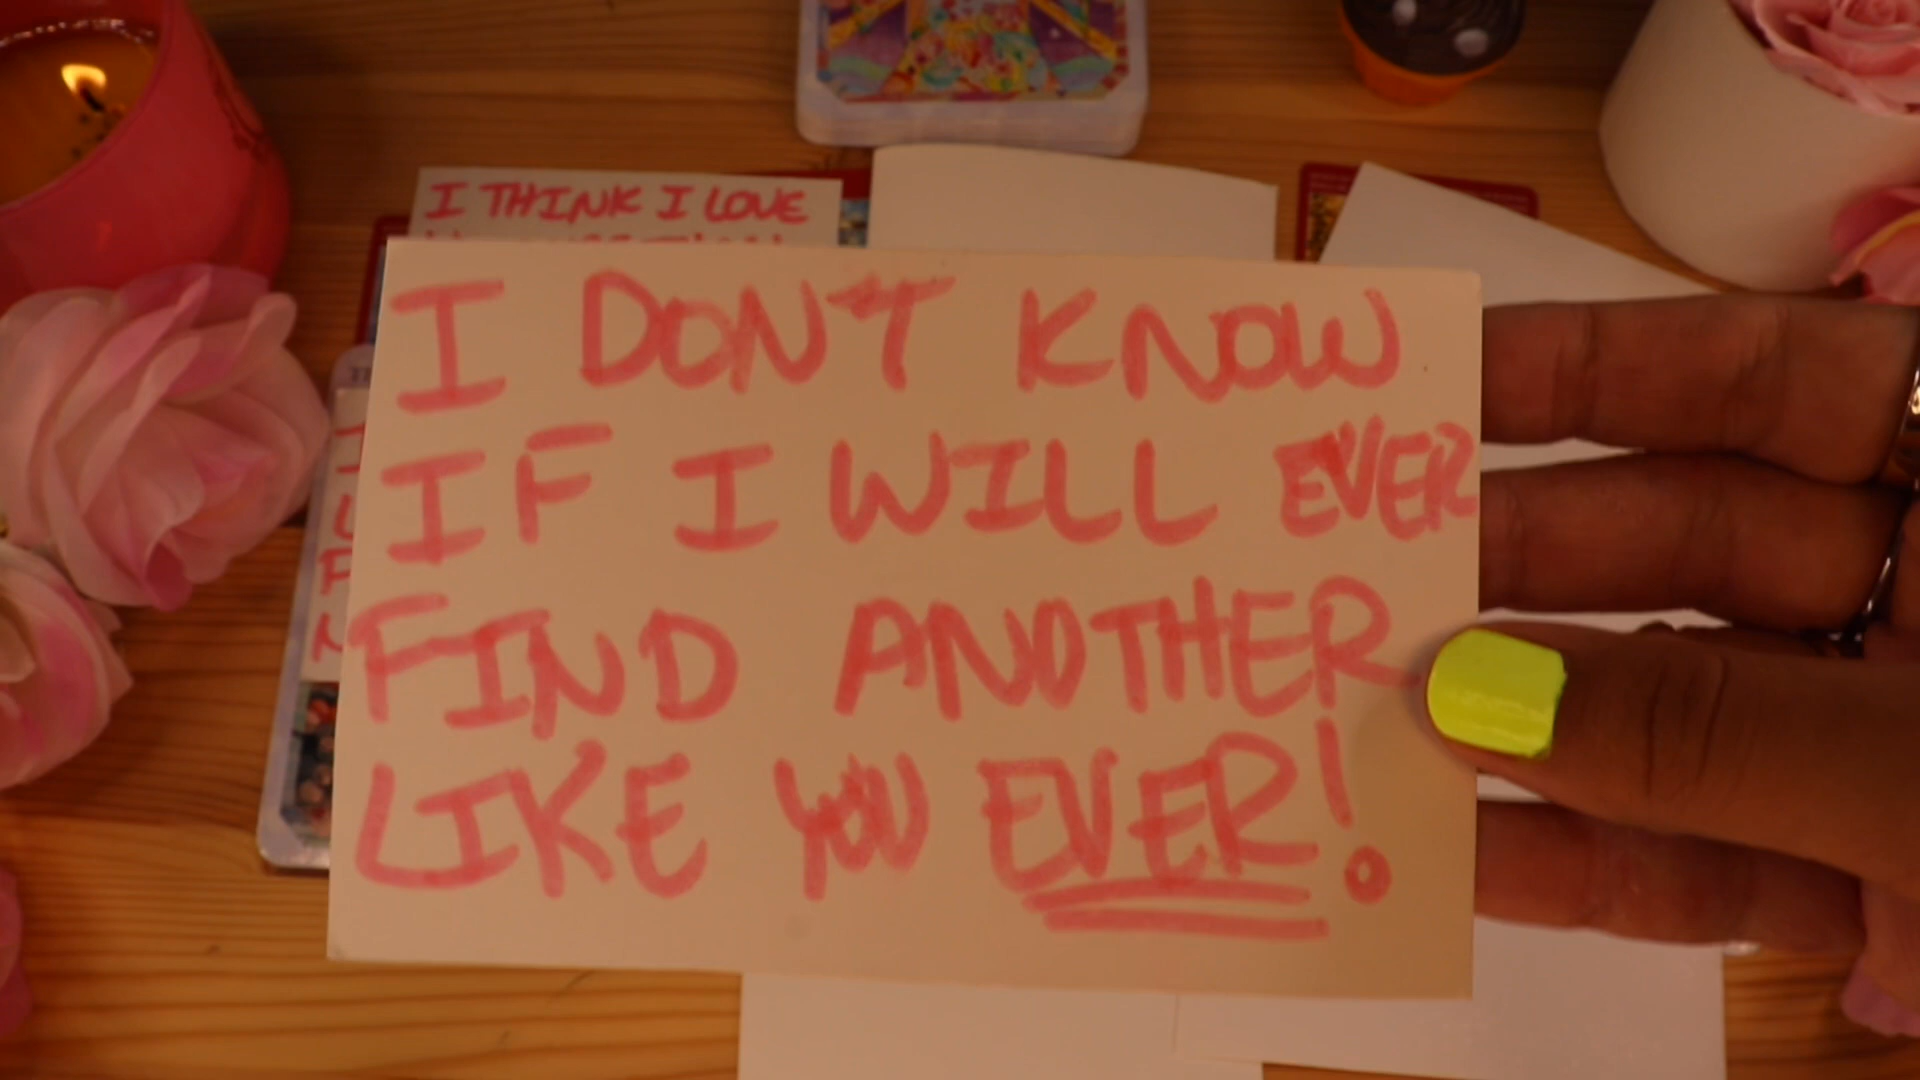 I THINK I LOVE
I DON'T KNOW
IF I WILL EVER
FIND ANOTHER
LIKE YOU EVER!